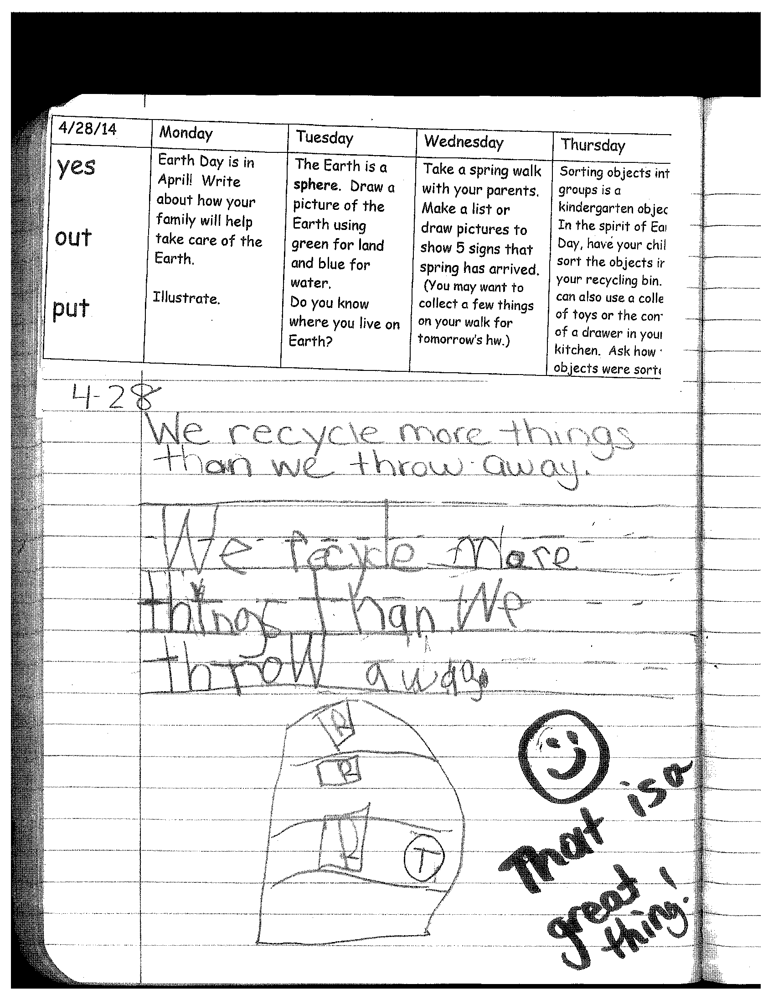 4/28/14
yes
out
put
Monday
Earth Day is in
April! Write
about how your
family will help
take care of the
Earth.
Illustrate.
Tuesday
The Earth is a
sphere. Draw a
picture of the
Earth using
green for land
and blue for
water.
Do you know
where you live on
Earth?
Wednesday
Take a spring walk
with your parents.
Make a list or
draw pictures to
show 5 signs that
spring has arrived.
(You may want to
collect a few things
on your walk for
tomorrow's hw.)
Thursday
Sorting objects int
groups is a
kindergarten objec
In the spirit of Ear
Day, have your chil
sort the objects in
your recycling bin.
can also use a colle
of toys or the con
of a drawer in your
kitchen. Ask how
objects were sorte
4-28
We recycle more things
than we throw away.
We recycle More
things Than We
throw away.
R
R
R
T
That is a
great
thing!